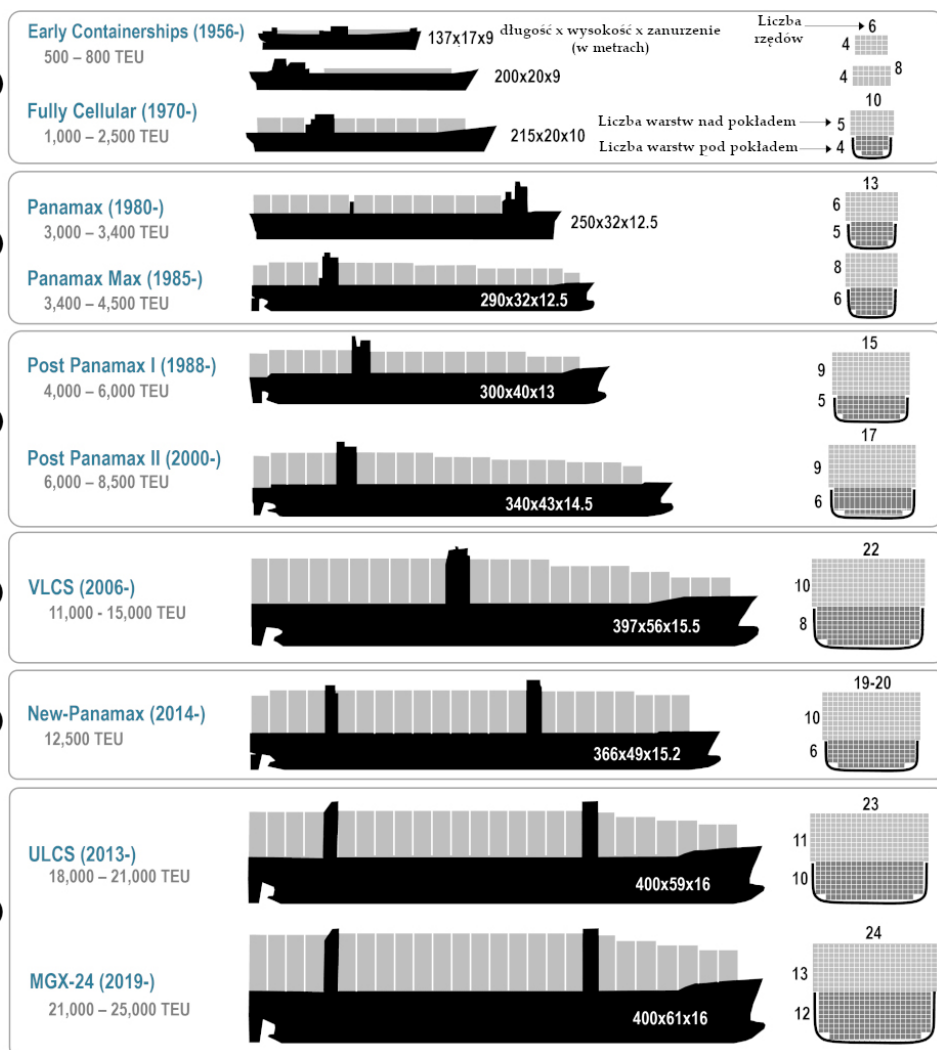 Early Containerships (1956-)
500 – 800 TEU
137x17x9
długość x wysokość x zanurzenie
(w metrach)
Liczba
rzędów
6
4
200x20x9
4
8
Fully Cellular (1970-)
1,000 – 2,500 TEU
215x20x10
Liczba warstw nad pokładem
Liczba warstw pod pokładem
10
5
4
Panamax (1980-)
3,000 – 3,400 TEU
250x32x12.5
13
6
5
Panamax Max (1985-)
3,400 – 4,500 TEU
290x32x12.5
8
6
Post Panamax I (1988-)
4,000 – 6,000 TEU
300x40x13
15
9
5
Post Panamax II (2000-)
6,000 – 8,500 TEU
340x43x14.5
17
9
6
VLCS (2006-)
11,000 - 15,000 TEU
397x56x15.5
22
10
8
New-Panamax (2014-)
12,500 TEU
366x49x15.2
19-20
10
6
ULCS (2013-)
18,000 – 21,000 TEU
400x59x16
23
11
10
MGX-24 (2019-)
21,000 – 25,000 TEU
400x61x16
24
13
12